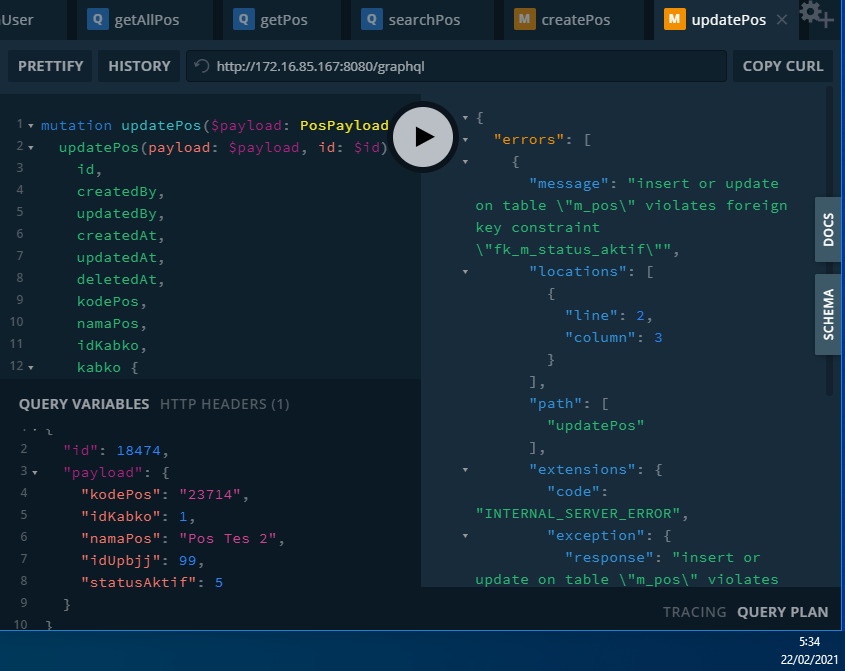 User
Q getAllPos
Q getPos
Q searchPos
M createPos
M updatePos
PRETTIFY
HISTORY
http://172.16.85.167:8080/graphql
COPY CURL
1 mutation updatePos($payload: PosPayload
2 updatePos(payload: $payload, id: $id)
3 id,
4 createdBy,
5 updatedBy,
6 createdAt,
7 updatedAt,
8 deletedAt,
9 kodePos,
10 namaPos,
11 idKabko,
12 kabko {
QUERY VARIABLES HTTP HEADERS (1)
1 {
2 "id": 18474,
3 "payload": {
4 "kodePos": "23714",
5 "idKabko": 1,
6 "namaPos": "Pos Tes 2",
7 "idUpbjj": 99,
8 "statusAktif": 5
9 }
10 }
{
"errors": [
{
"message": "insert or update
on table \"m_pos\" violates foreign
key constraint
\"fk_m_status_aktif\"",
"locations": [
{
"line": 2,
"column": 3
}
],
"path": [
"updatePos"
],
"extensions": {
"code":
"INTERNAL_SERVER_ERROR",
"exception": {
"response": "insert or
update on table \"m_pos\" violates
DOCS
SCHEMA
TRACING QUERY PLAN
5:34
22/02/2021